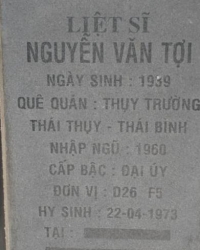 LIỆT SĨ
NGUYỄN VĂN TỢI
NGÀY SINH : 1939
QUÊ QUÁN : THỤY TRƯỜNG
THÁI THỤY - THÁI BÌNH
NHẬP NGŨ : 1960
CẤP BẬC : ĐẠI ÚY
ĐƠN VỊ : D26 F5
HY SINH : 22-04-1973
TẠI :